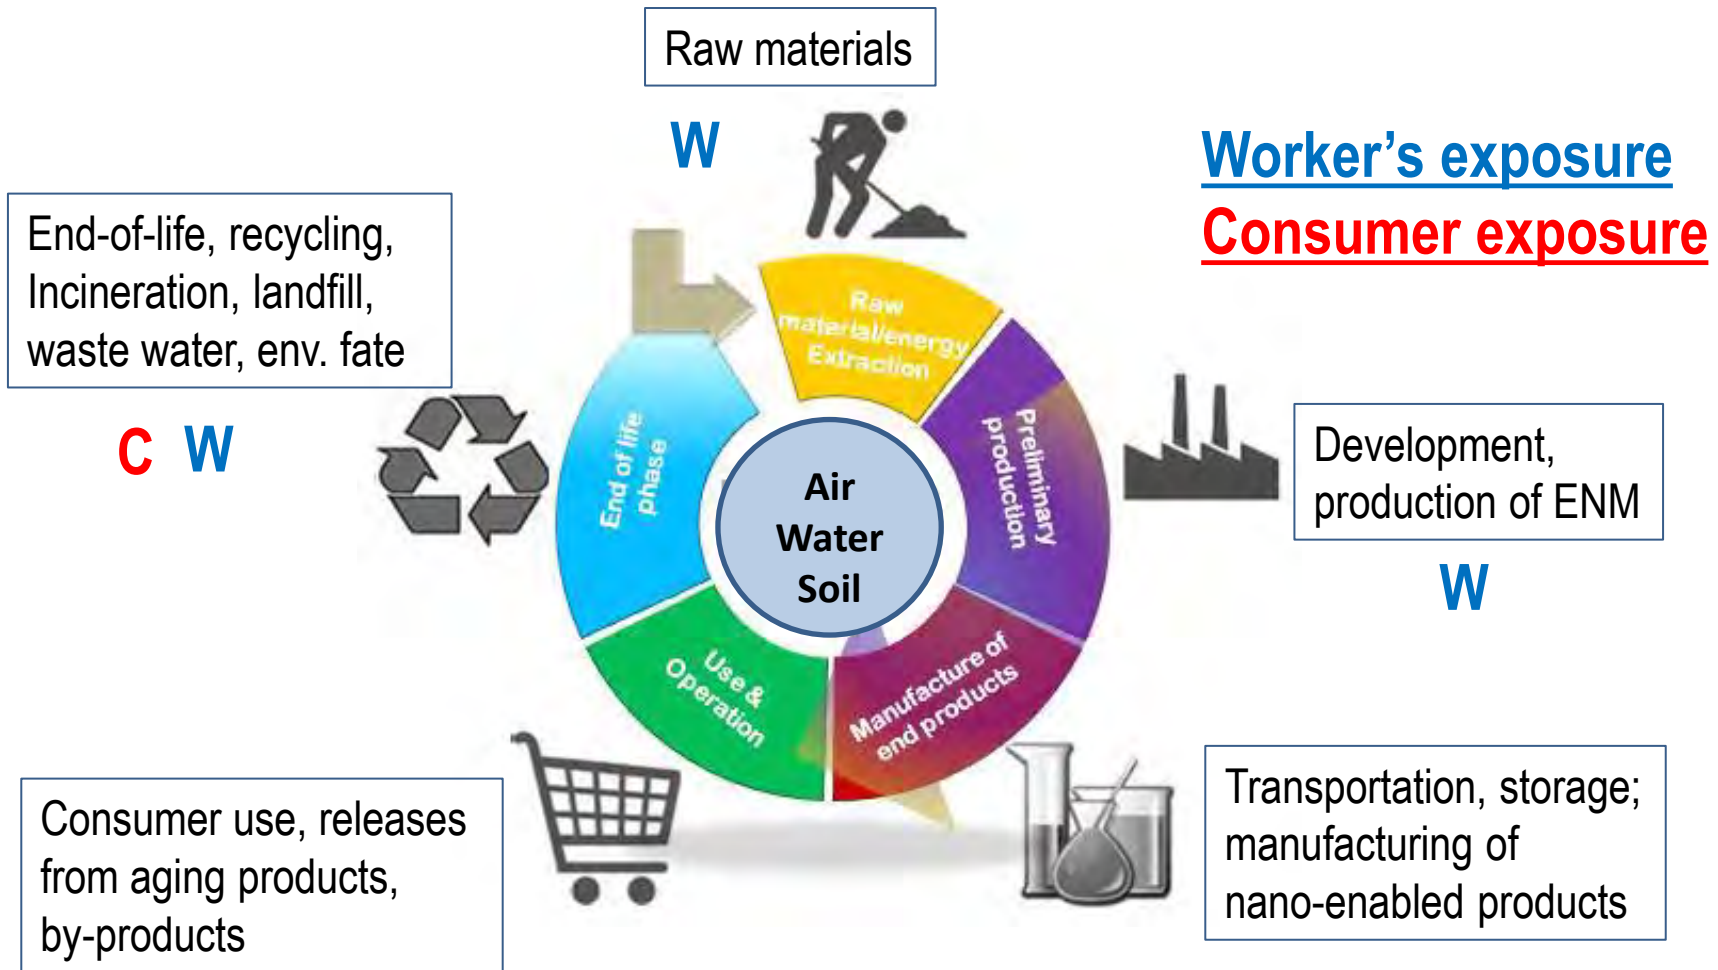 Raw materials
W
Worker’s exposure
Consumer exposure
End-of-life, recycling,
Incineration, landfill,
waste water, env. fate
C W
Raw
material/energy
Extraction
Preliminary
production
Development,
production of ENM
W
End of life
phase
Air
Water
Soil
Use &
Operation
Manufacture of
end products
Consumer use, releases
from aging products,
by-products
Transportation, storage;
manufacturing of
nano-enabled products